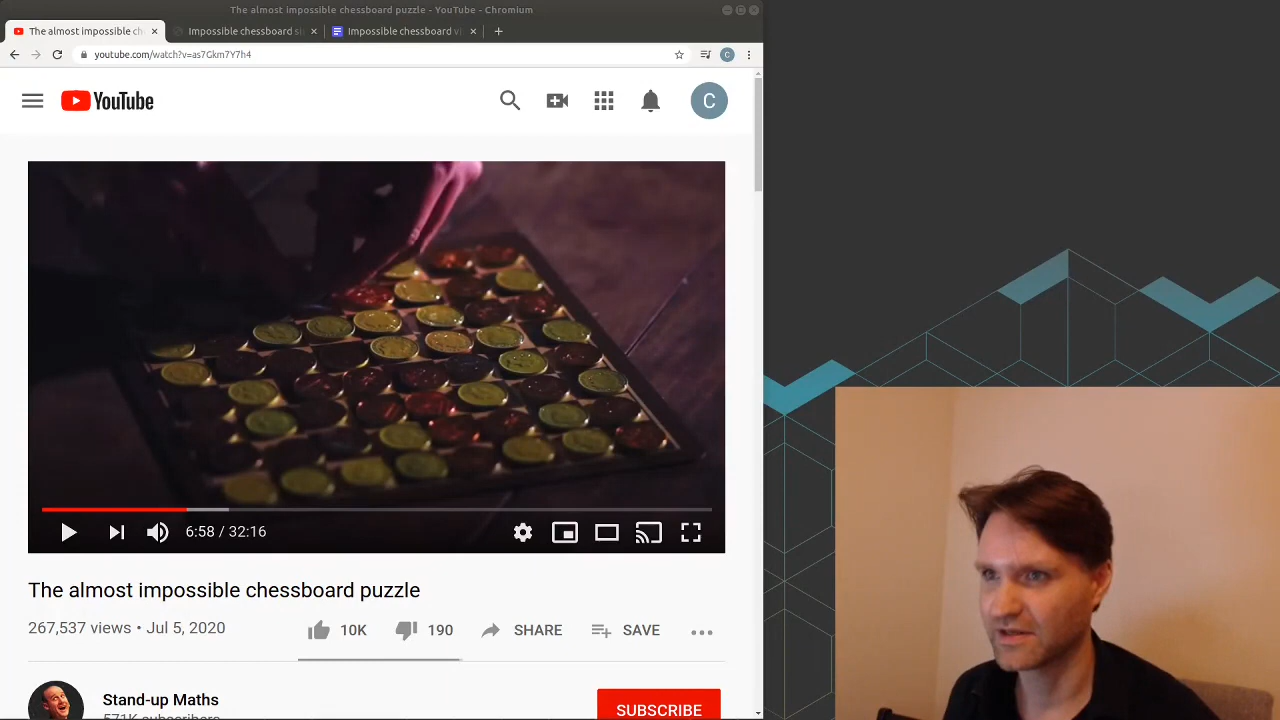 The almost impossible chessboard puzzle - YouTube - Chromium
The almost impossible ch
Impossible chessboard s
Impossible chessboard v
youtube.com/watch?v=as7Gkm7Y7h4
C
YouTube
C
6:58 / 32:16
The almost impossible chessboard puzzle
267,537 views • Jul 5, 2020
10K
190
SHARE
SAVE
Stand-up Maths
571K subscribers
SUBSCRIBE